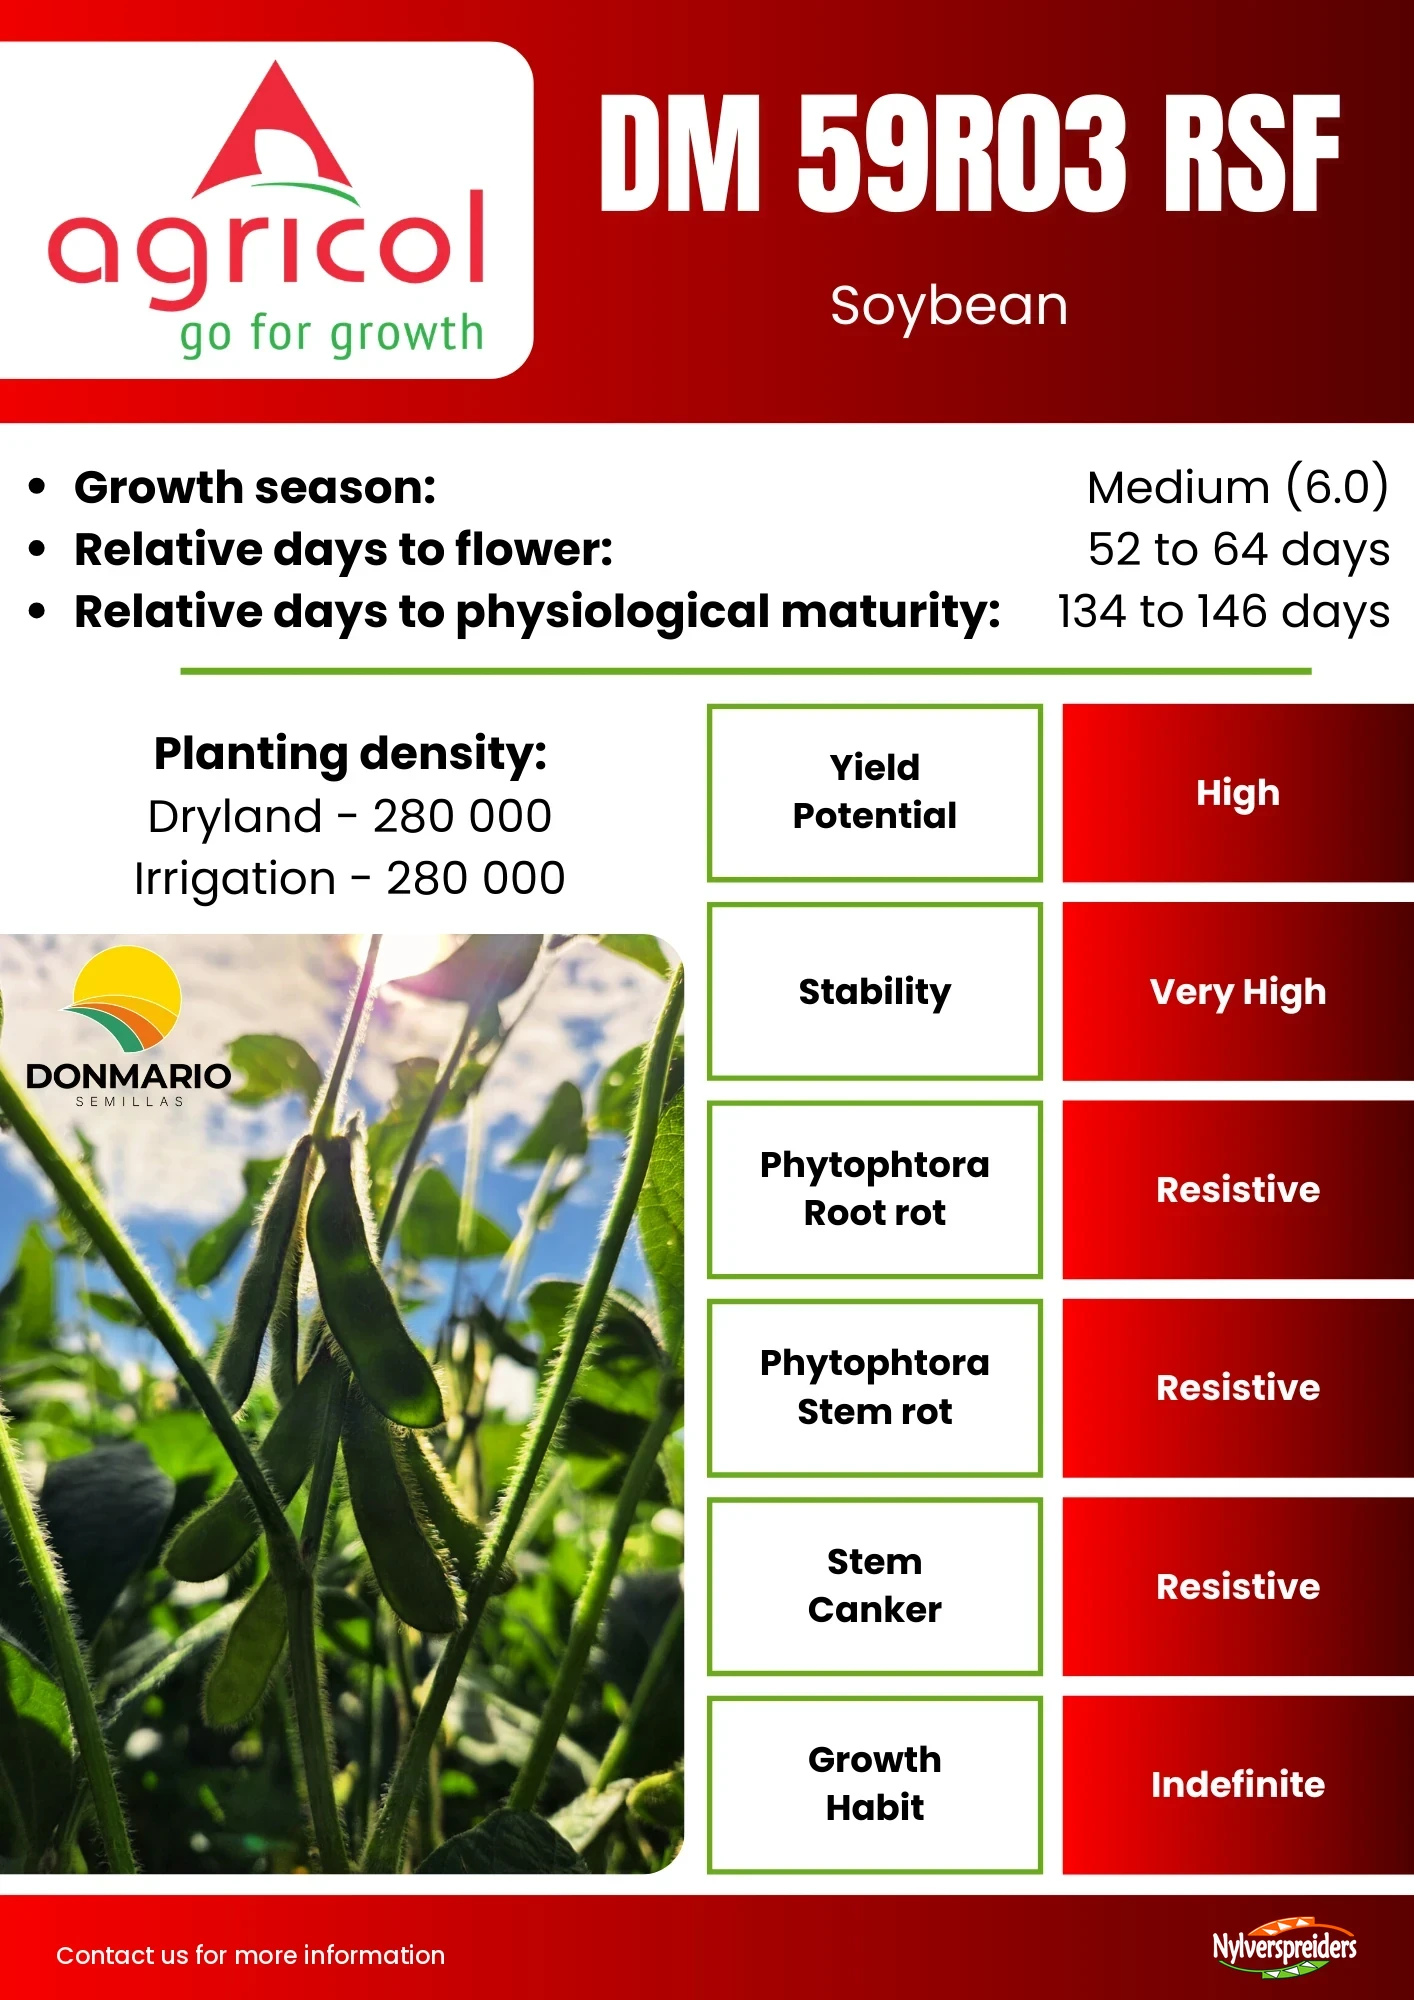 agricol
go for growth
DM 59R03 RSF
Soybean
• Growth season: Medium (6.0)
• Relative days to flower: 52 to 64 days
• Relative days to physiological maturity: 134 to 146 days
Planting density:
Dryland - 280 000
Irrigation - 280 000
DONMARIO
SEMILLAS
Yield
Potential
High
Stability
Very High
Phytophtora
Root rot
Resistive
Phytophtora
Stem rot
Resistive
Stem
Canker
Resistive
Growth
Habit
Indefinite
Contact us for more information
Nylverspreiders